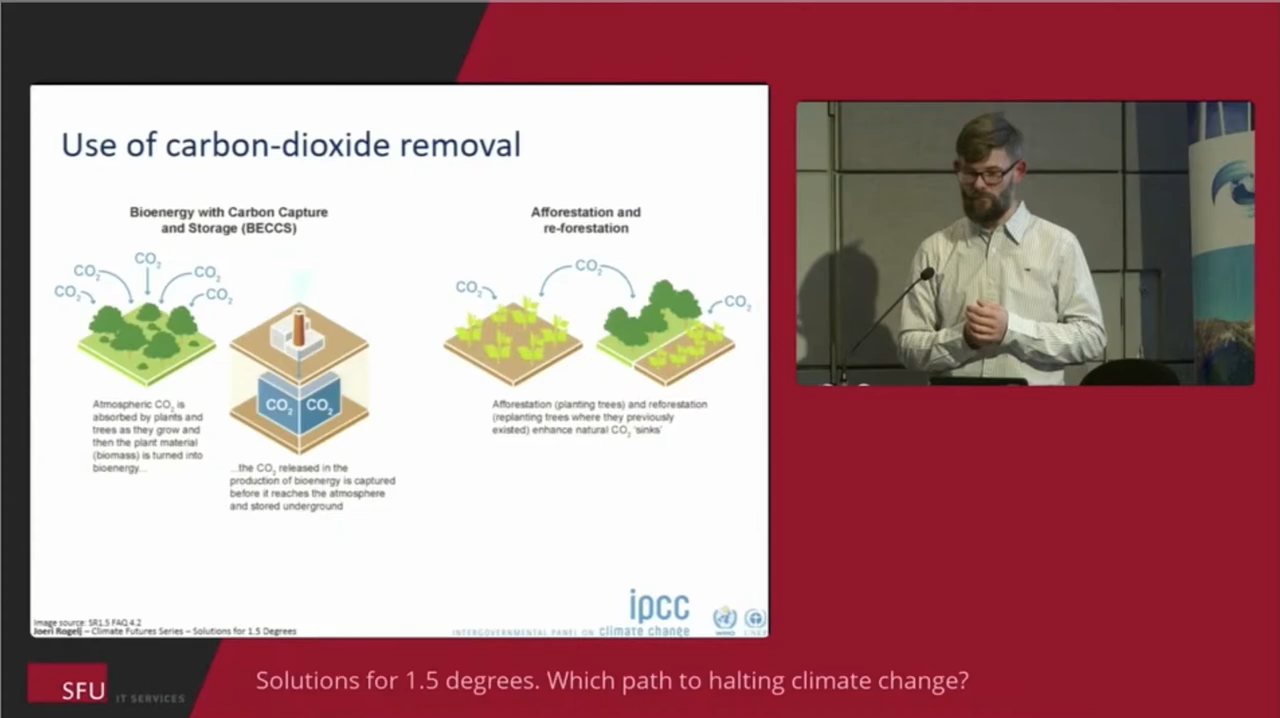 Use of carbon-dioxide removal
Bioenergy with Carbon Capture
and Storage (BECCS)
Afforestation and
re-forestation
CO₂
CO₂
CO₂
CO₂
CO₂
CO₂
CO₂
CO₂
CO₂ CO₂
Atmospheric CO₂ is
absorbed by plants and
trees as they grow and
then the plant material
(biomass) is turned into
bioenergy...
...the CO₂ released in the
production of bioenergy is captured
before it reaches the atmosphere
and stored underground
Afforestation (planting trees) and reforestation
(replanting trees where they previously
existed) enhance natural CO₂ 'sinks'
Image source: SR1.5 FAQ 4.2
Joeri Rogelj – Climate Futures Series – Solutions for 1.5 Degrees
ipcc
INTERGOVERNMENTAL PANEL ON climate change
WMO
UNEP
SFU IT SERVICES
Solutions for 1.5 degrees. Which path to halting climate change?